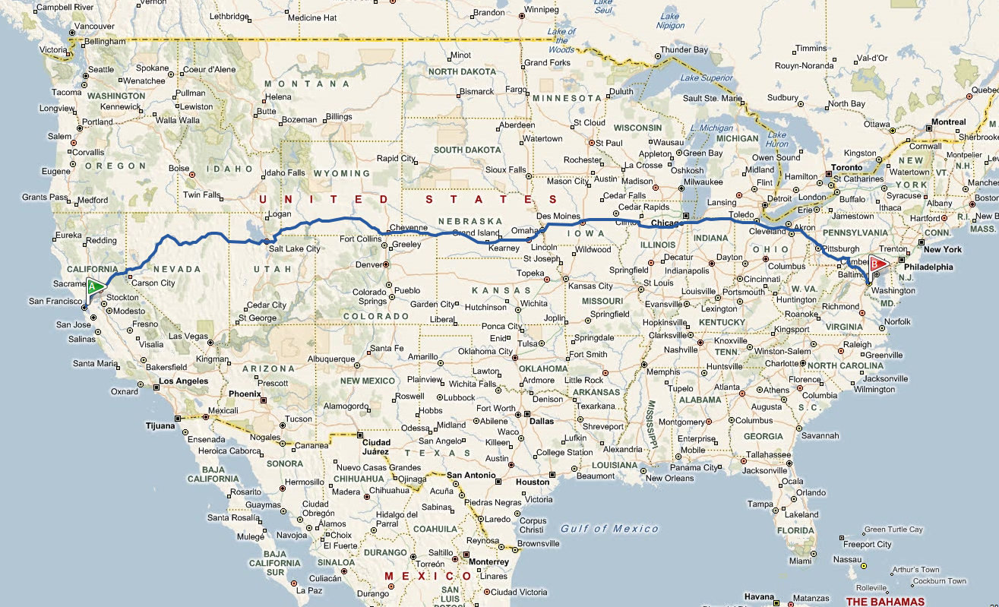 Campbell River
Vernon
Lethbridge
Medicine Hat
Brandon
Winnipeg
Lake Seul
Lake Nipigon
Vancouver
Victoria
Bellingham
Lake of the Woods
Thunder Bay
Timmins
Val-d'Or
Rouyn-Noranda
Seattle
Spokane
Coeur d'Alene
Wenatchee
Tacoma
MONTANA
Minot
NORTH DAKOTA
Grand Forks
Lake Superior
WASHINGTON
Pullman
Helena
Bismarck
Fargo
MINNESOTA
Duluth
Sault Ste. Marie
Sudbury
North Bay
Longview
Kennewick
Lewiston
Walla Walla
Butte
Bozeman
Billings
Portland
Aberdeen
St Cloud
WISCONSIN
L. Michigan
MICHIGAN
Lake Huron
Ottawa
Montreal
Cornwall
Sherbrooke
Salem
Corvallis
Eugene
OREGON
Boise
IDAHO
Idaho Falls
WYOMING
Rapid City
SOUTH DAKOTA
Watertown
St Paul
Wausau
Appleton
Green Bay
Owen Sound
Kingston
NEW YORK
Montpelier
VT.
N.H.
Sioux Falls
Rochester
La Crosse
Oshkosh
Midland
Toronto
St Catharines
Watertown
Grants Pass
Medford
Twin Falls
UNITED STATES
Mason City
Austin
Madison
Milwaukee
Flint
Hamilton
London
Buffalo
Syracuse
Ithaca
Albany
Boston
Cedar Falls
Cedar Rapids
Lansing
Detroit
Erie
Jamestown
Hartford
R.I.
CONN.
MASS.
Logan
NEBRASKA
Des Moines
Chicago
Toledo
Cleveland
Akron
PENNSYLVANIA
Eureka
Redding
Fort Collins
Cheyenne
Greeley
Grand Island
Omaha
IOWA
Clinton
INDIANA
New York
Salt Lake City
Kearney
Lincoln
Wildwood
ILLINOIS
OHIO
Pittsburgh
Trenton
Philadelphia
CALIFORNIA
NEVADA
UTAH
Denver
St Joseph
Decatur
Springfield
Indianapolis
Dayton
Columbus
B
N.J.
Carson City
A
Topeka
Cincinnati
Washington
Stockton
San Francisco
Modesto
Colorado Springs
Pueblo
KANSAS
Kansas City
St Louis
Louisville
Portsmouth
W. VA.
Huntington
MD.
Cedar City
St George
COLORADO
Garden City
Hutchinson
Wichita
MISSOURI
Evansville
Lexington
Richmond
Roanoke
San Jose
Fresno
Salinas
Visalia
Las Vegas
Liberal
Joplin
Springfield
Hopkinsville
KENTUCKY
Kingsport
VIRGINIA
Norfolk
Ponca City
Enid
Tulsa
Springdale
Clarksville
Nashville
Knoxville
Winston-Salem
Raleigh
Greenville
Santa Maria
Bakersfield
Kingman
ARIZONA
Albuquerque
Santa Fe
Amarillo
Oklahoma City
Fort Smith
TENN.
Charlotte
NORTH CAROLINA
Oxnard
Los Angeles
Prescott
NEW MEXICO
Plainview
Lawton
OKLAHOMA
Ardmore
Little Rock
Memphis
Huntsville
Florence
Jacksonville
Wilmington
Phoenix
Roswell
Lubbock
Wichita Falls
Denison
ARKANSAS
Tupelo
Atlanta
Athens
Columbia
Augusta
S.C.
Tijuana
Mexicali
Tucson
Alamogordo
Hobbs
Abilene
Fort Worth
Dallas
Texarkana
MISSISSIPPI
ALABAMA
Montgomery
Columbus
Ensenada
Nogales
Cananea
Ciudad Juárez
Odessa
Midland
San Angelo
Waco
Killeen
Shreveport
Lufkin
Enterprise
GEORGIA
Savannah
Heroica Caborca
TEXAS
College Station
Alexandria
LOUISIANA
Mobile
Panama City
Tallahassee
Jacksonville
BAJA CALIFORNIA
SONORA
Nuevo Casas Grandes
CHIHUAHUA
Ojinaga
Austin
San Antonio
Houston
Beaumont
New Orleans
Ocala
Hermosillo
Madera
Chihuahua
Acuña
Piedras Negras
Victoria
Orlando
Rosarito
Guaymas
Ciudad Obregón
Hidalgo del Parral
Sabinas
Laredo
Corpus Christi
Gulf of Mexico
Tampa
Lakeland
FLORIDA
Santa Rosalía
Mulegé
Navojoa
Álamos
Choix
El Fuerte
COAHUILA
Reynosa
Brownsville
Green Turtle Cay
Freeport City
BAJA CALIFORNIA SUR
SINALOA
DURANGO
Saltillo
Torreón
Monterrey
Miami
Nassau
Arthur's Town
Culiacán
MEXICO
Linares
Cockburn Town
La Paz
Durango
SAN LUIS
Ciudad Victoria
Rolleville
Havana
Matanzas
THE BAHAMAS